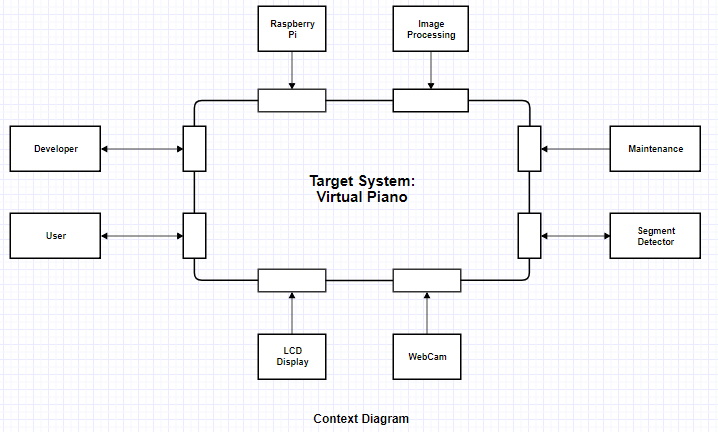 Raspberry
Pi
Image
Processing
Developer
Maintenance
Target System:
Virtual Piano
User
Segment
Detector
LCD
Display
WebCam
Context Diagram